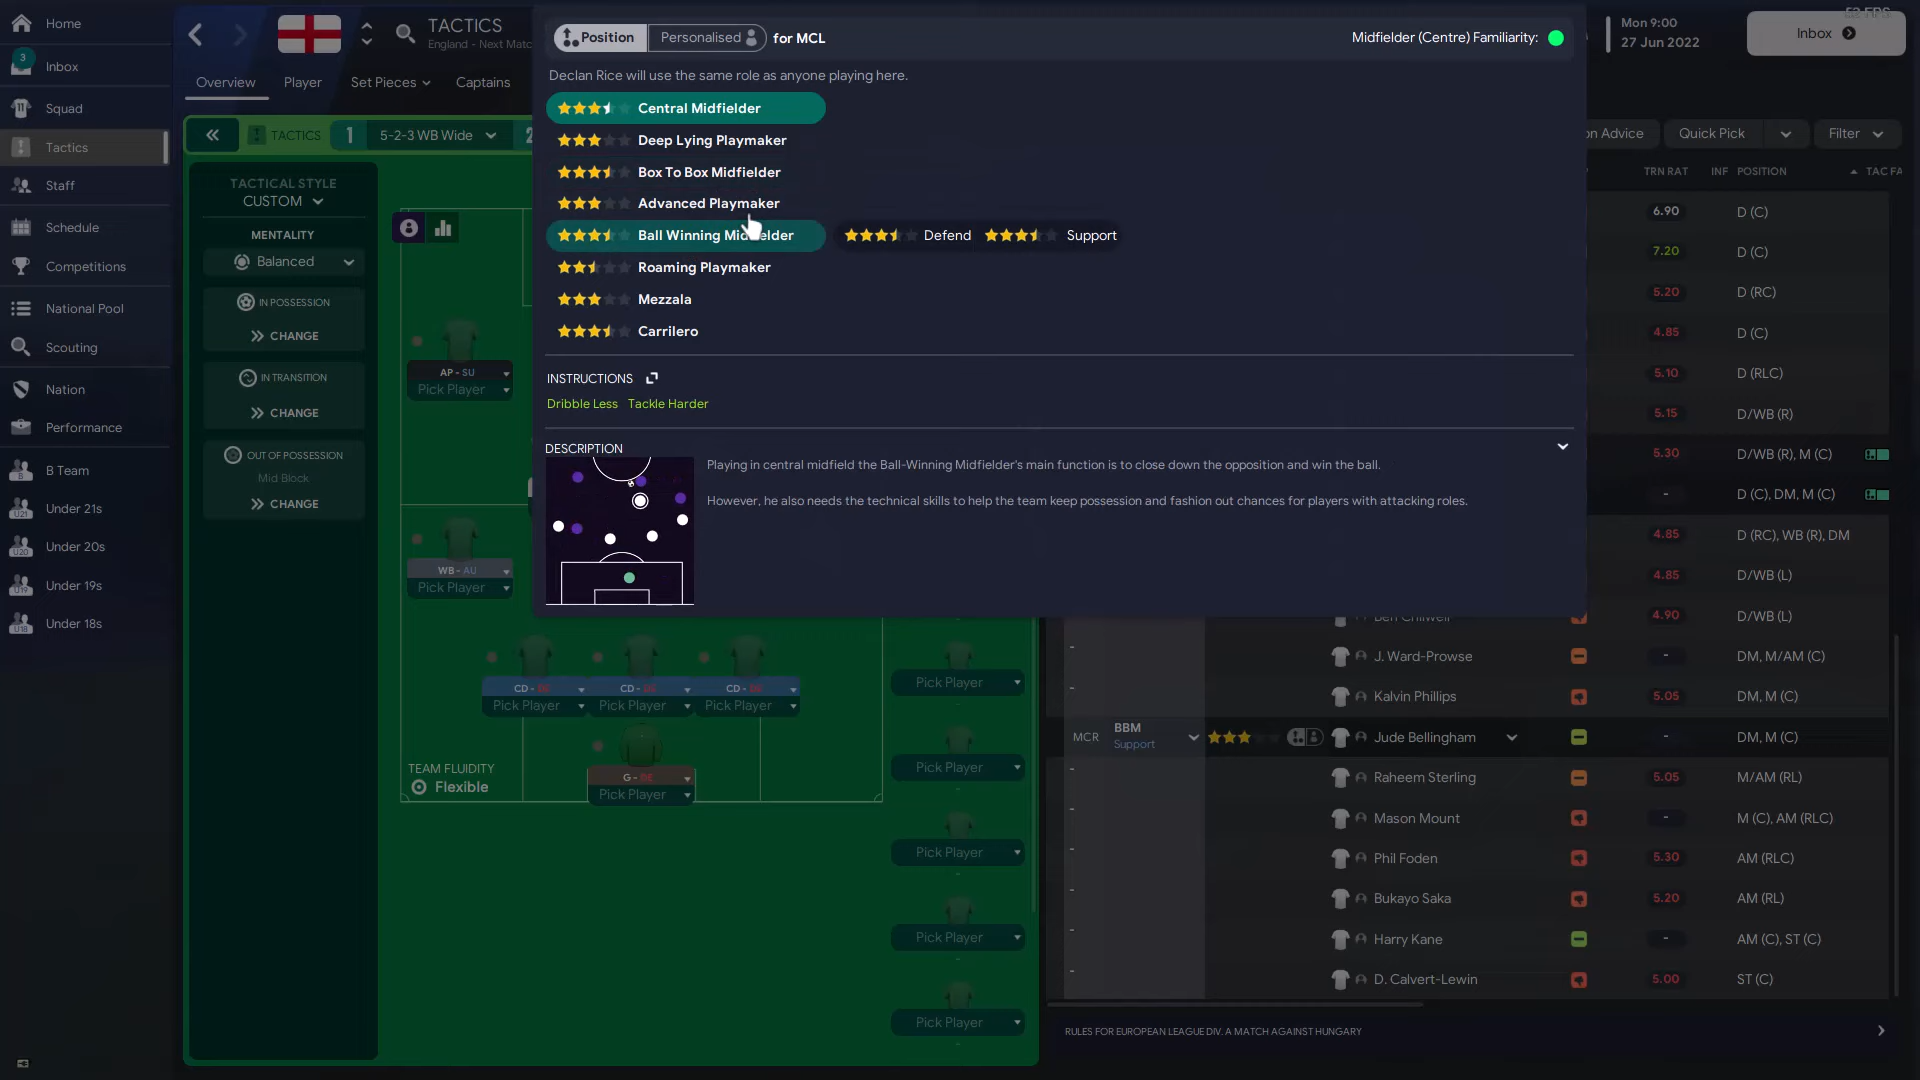 Home
3
Inbox
Squad
Tactics
Staff
Schedule
Competitions
National Pool
Scouting
Nation
Performance
B Team
Under 21s
Under 20s
Under 19s
Under 18s
TACTICS
England - Next Matc
Overview
Player
Set Pieces
Captains
TACTICS
1
5-2-3 WB Wide
2
TACTICAL STYLE
CUSTOM
MENTALITY
Balanced
IN POSSESSION
CHANGE
IN TRANSITION
CHANGE
OUT OF POSSESSION
Mid Block
CHANGE
AP - SU
Pick Player
WB - AU
Pick Player
CD - DE
CD - DE
CD - DE
Pick Player
Pick Player
Pick Player
G - DE
Pick Player
TEAM FLUIDITY
Flexible
Pick Player
Pick Player
Pick Player
Pick Player
Pick Player
Position
Personalised
for MCL
Midfielder (Centre) Familiarity:
Declan Rice will use the same role as anyone playing here.
Central Midfielder
Deep Lying Playmaker
Box To Box Midfielder
Advanced Playmaker
Ball Winning Midfielder
Defend
Support
Roaming Playmaker
Mezzala
Carrilero
INSTRUCTIONS
Dribble Less Tackle Harder
DESCRIPTION
Playing in central midfield the Ball-Winning Midfielder's main function is to close down the opposition and win the ball.
However, he also needs the technical skills to help the team keep possession and fashion out chances for players with attacking roles.
Mon 9:00
27 Jun 2022
Inbox
on Advice
Quick Pick
Filter
TRN RAT INF POSITION TAC FA
6.90 D (C)
7.20 D (C)
5.20 D (RC)
4.85 D (C)
5.10 D (RLC)
5.15 D/WB (R)
5.30 D/WB (R), M (C)
- D (C), DM, M (C)
4.85 D (RC), WB (R), DM
4.85 D/WB (L)
Ben Chilwell 4.90 D/WB (L)
- J. Ward-Prowse - DM, M/AM (C)
- Kalvin Phillips 5.05 DM, M (C)
MCR BBM Support Jude Bellingham - DM, M (C)
- Raheem Sterling 5.05 M/AM (RL)
- Mason Mount - M (C), AM (RLC)
- Phil Foden 5.30 AM (RLC)
- Bukayo Saka 5.20 AM (RL)
- Harry Kane - AM (C), ST (C)
- D. Calvert-Lewin 5.00 ST (C)
RULES FOR EUROPEAN LEAGUE DIV. A MATCH AGAINST HUNGARY